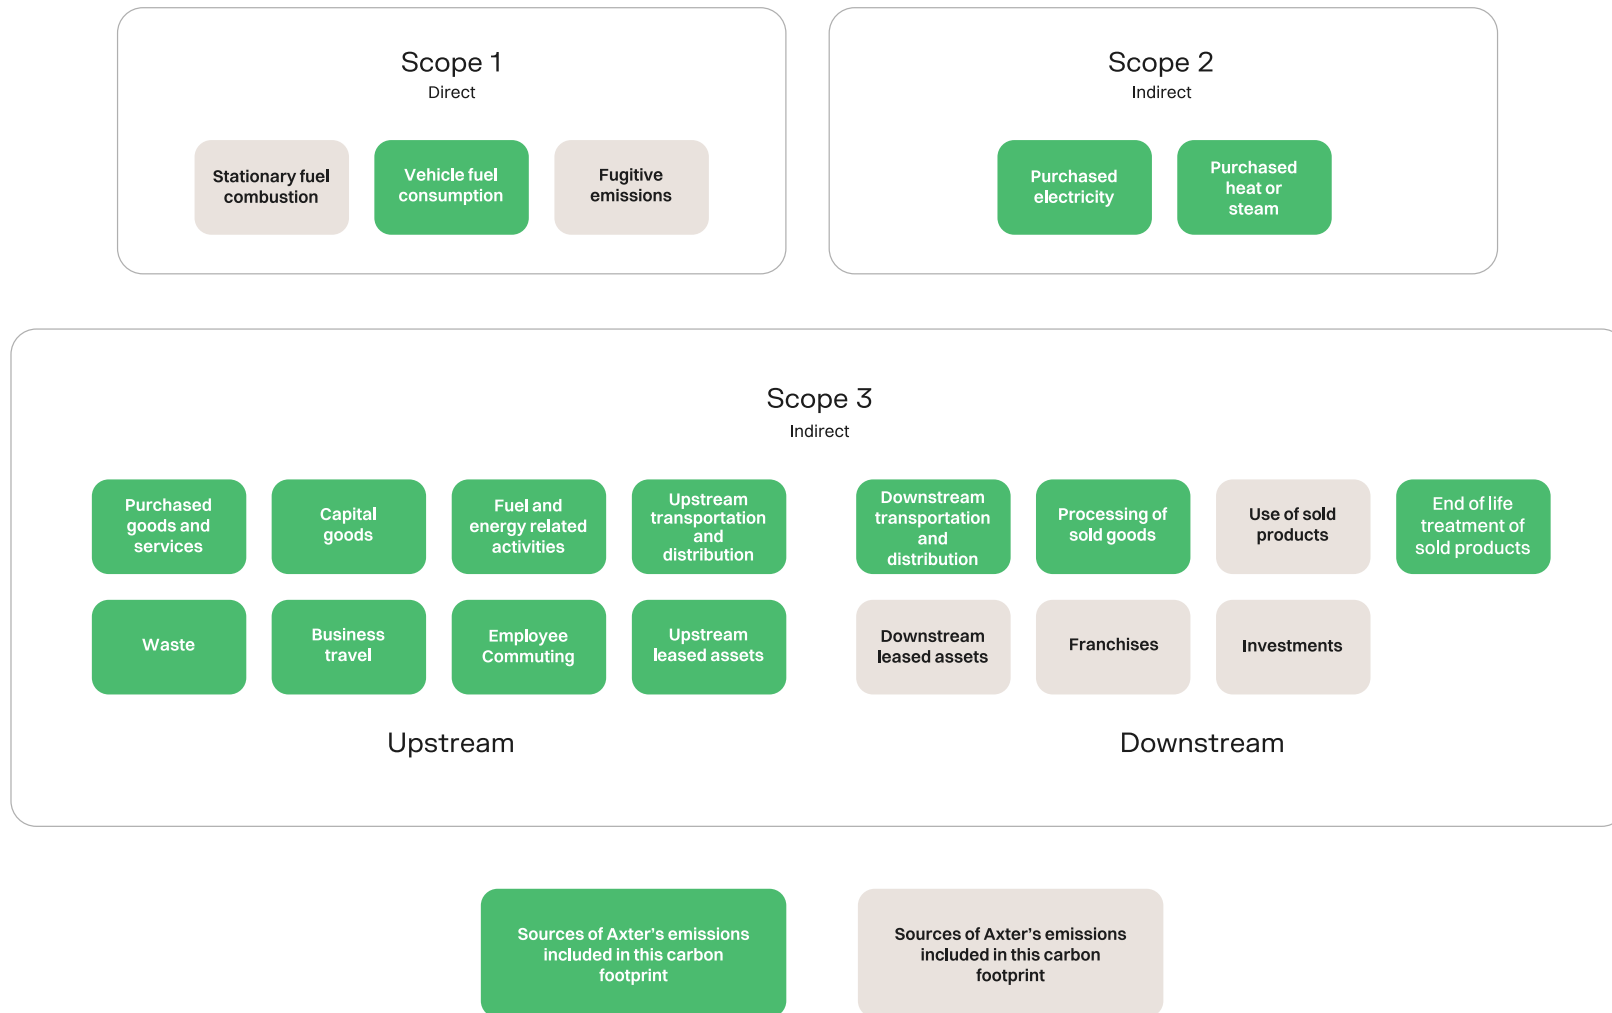 Scope 1
Direct
Stationary fuel
combustion
Vehicle fuel
consumption
Fugitive
emissions
Scope 2
Indirect
Purchased
electricity
Purchased
heat or
steam
Scope 3
Indirect
Purchased
goods and
services
Capital
goods
Fuel and
energy related
activities
Upstream
transportation
and
distribution
Downstream
transportation
and
distribution
Processing of
sold goods
Use of sold
products
End of life
treatment of
sold products
Waste
Business
travel
Employee
Commuting
Upstream
leased assets
Downstream
leased assets
Franchises
Investments
Upstream
Downstream
Sources of Axter’s emissions
included in this carbon
footprint
Sources of Axter’s emissions
included in this carbon
footprint